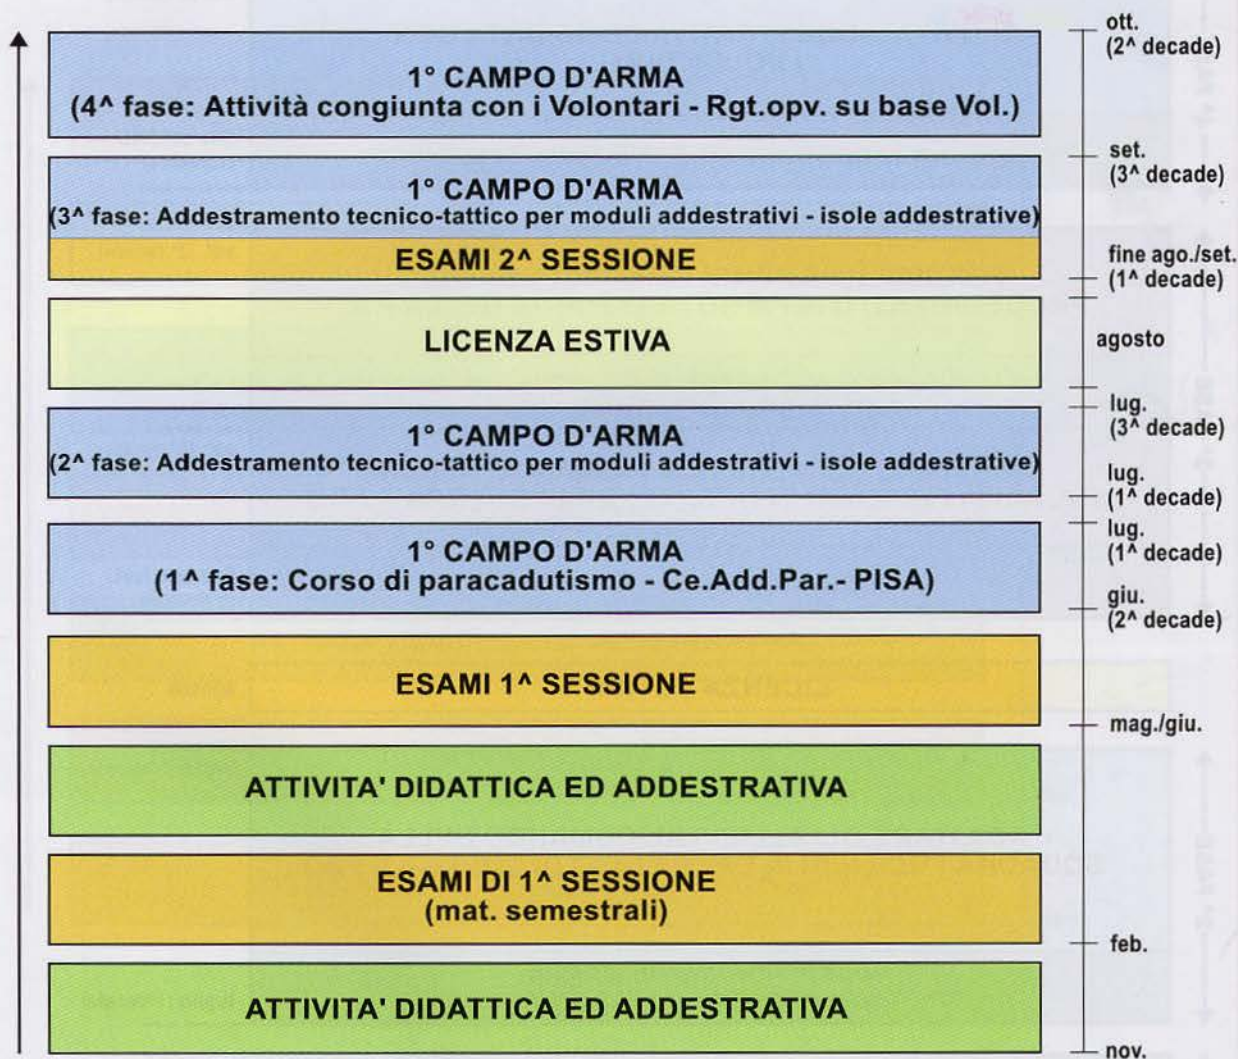 ott.
(2^ decade)
1° CAMPO D'ARMA
(4^ fase: Attività congiunta con i Volontari - Rgt.opv. su base Vol.)
set.
(3^ decade)
1° CAMPO D'ARMA
(3^ fase: Addestramento tecnico-tattico per moduli addestrativi - isole addestrative)
ESAMI 2^ SESSIONE
fine ago./set.
(1^ decade)
LICENZA ESTIVA
agosto
lug.
(3^ decade)
1° CAMPO D'ARMA
(2^ fase: Addestramento tecnico-tattico per moduli addestrativi - isole addestrative)
lug.
(1^ decade)
lug.
(1^ decade)
1° CAMPO D'ARMA
(1^ fase: Corso di paracadutismo - Ce.Add.Par.- PISA)
giu.
(2^ decade)
ESAMI 1^ SESSIONE
mag./giu.
ATTIVITA' DIDATTICA ED ADDESTRATIVA
ESAMI DI 1^ SESSIONE
(mat. semestrali)
feb.
ATTIVITA' DIDATTICA ED ADDESTRATIVA
nov.